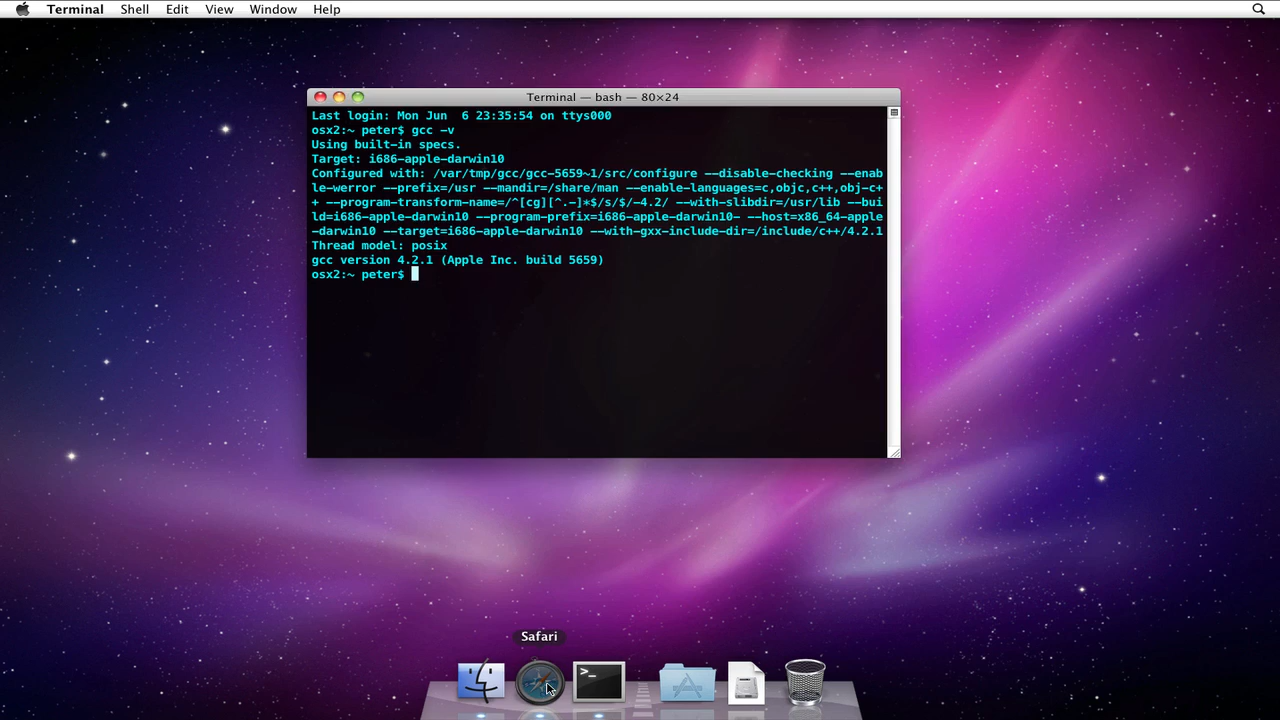 Terminal Shell Edit View Window Help
Terminal — bash — 80×24
Last login: Mon Jun  6 23:35:54 on ttys000
osx2:~ peter$ gcc -v
Using built-in specs.
Target: i686-apple-darwin10
Configured with: /var/tmp/gcc/gcc-5659~1/src/configure --disable-checking --enab
le-werror --prefix=/usr --mandir=/share/man --enable-languages=c,objc,c++,obj-c+
+ --program-transform-name=/^[cg][^.-]*$/s/$/-4.2/ --with-slibdir=/usr/lib --bui
ld=i686-apple-darwin10 --program-prefix=i686-apple-darwin10- --host=x86_64-apple
-darwin10 --target=i686-apple-darwin10 --with-gxx-include-dir=/include/c++/4.2.1
Thread model: posix
gcc version 4.2.1 (Apple Inc. build 5659)
osx2:~ peter$
Safari
>_